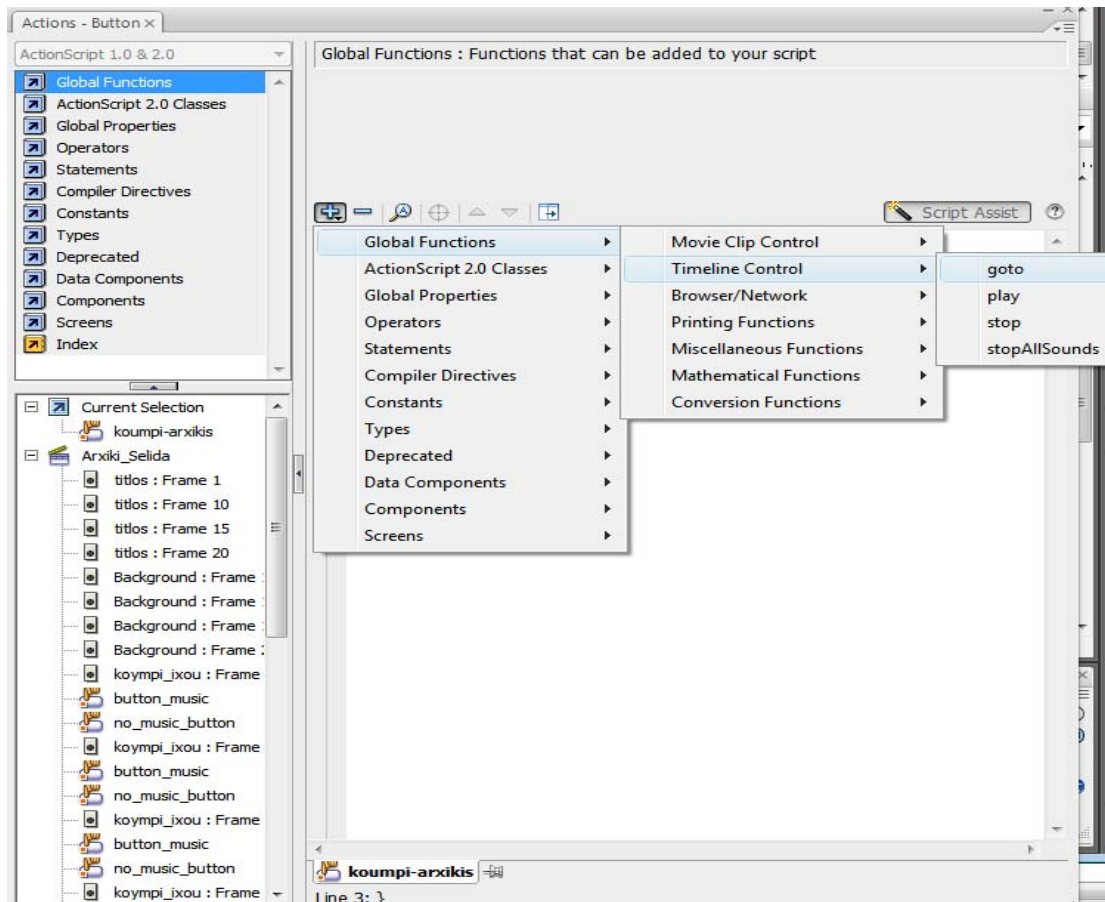 Actions - Button ×
ActionScript 1.0 & 2.0
Global Functions
ActionScript 2.0 Classes
Global Properties
Operators
Statements
Compiler Directives
Constants
Types
Deprecated
Data Components
Components
Screens
Index
Current Selection
koumpi-arxikis
Arxiki_Selida
titlos : Frame 1
titlos : Frame 10
titlos : Frame 15
titlos : Frame 20
Background : Frame
Background : Frame
Background : Frame
Background : Frame
koympi_ixou : Frame
button_music
no_music_button
koympi_ixou : Frame
button_music
no_music_button
koympi_ixou : Frame
button_music
no_music_button
koympi_ixou : Frame
Global Functions : Functions that can be added to your script
Script Assist
Global Functions
ActionScript 2.0 Classes
Global Properties
Operators
Statements
Compiler Directives
Constants
Types
Deprecated
Data Components
Components
Screens
Movie Clip Control
Timeline Control
Browser/Network
Printing Functions
Miscellaneous Functions
Mathematical Functions
Conversion Functions
goto
play
stop
stopAllSounds
koumpi-arxikis
Line 3: }